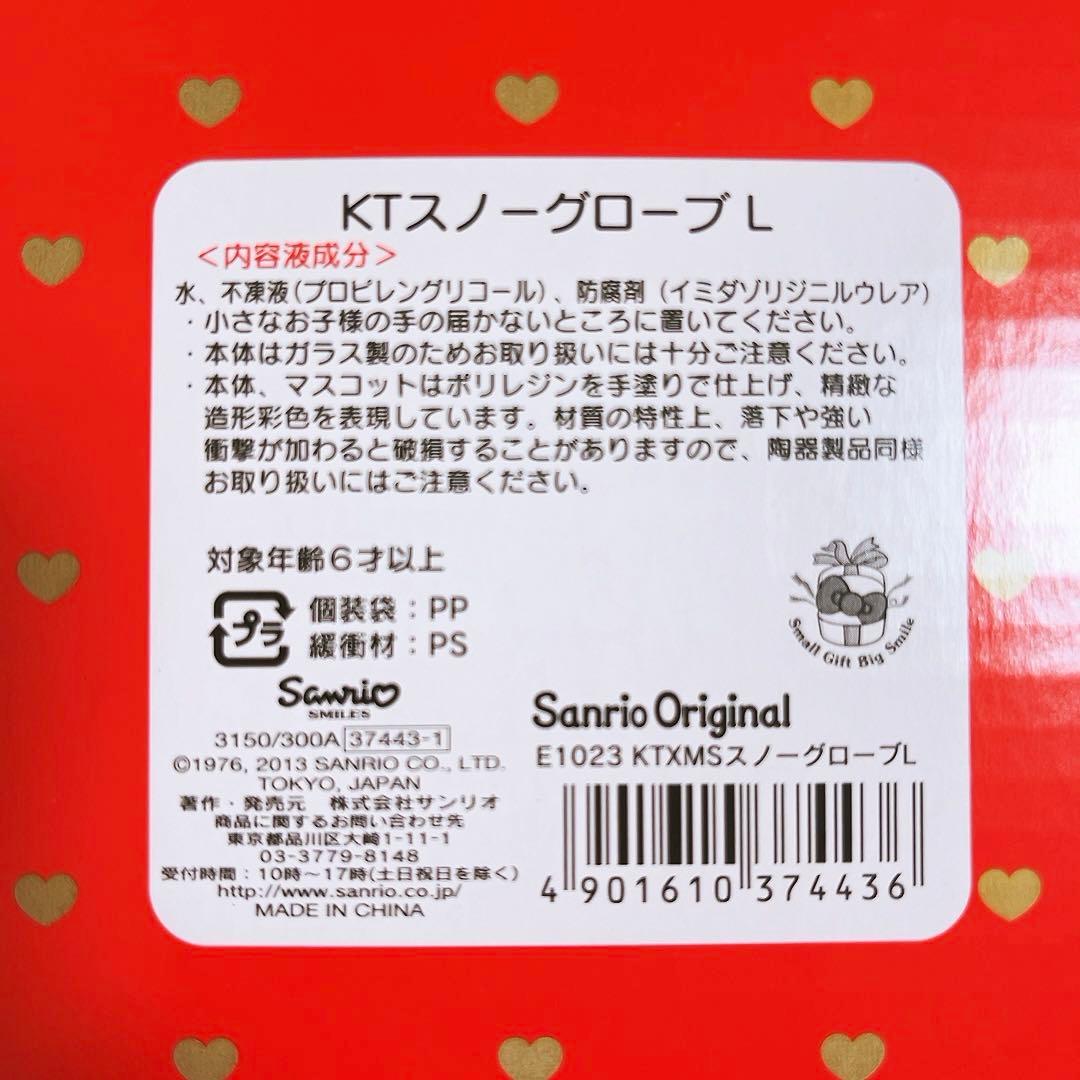 KTスノーグローブ L
＜内容液成分＞
水、不凍液（プロピレングリコール）、防腐剤（イミダゾリジニルウレア）
・小さなお子様の手の届かないところに置いてください。
・本体はガラス製のためお取り扱いには十分ご注意ください。
・本体、マスコットはポリレジンを手塗りで仕上げ、精緻な
造形彩色を表現しています。材質の特性上、落下や強い
衝撃が加わると破損することがありますので、陶器製品同様
お取り扱いにはご注意ください。
対象年齢６才以上
プラ
個装袋：PP
緩衝材：PS
Small Gift Big Smile
Sanrio
SMILES
3150/300A 37443-1
©1976, 2013 SANRIO CO., LTD.
TOKYO, JAPAN
著作・発売元　株式会社サンリオ
商品に関するお問い合わせ先
東京都品川区大崎1-11-1
03-3779-8148
受付時間：10時～17時(土日祝日を除く)
http://www.sanrio.co.jp/
MADE IN CHINA
Sanrio Original
E1023 KTXMSスノーグローブL
4 901610 374436